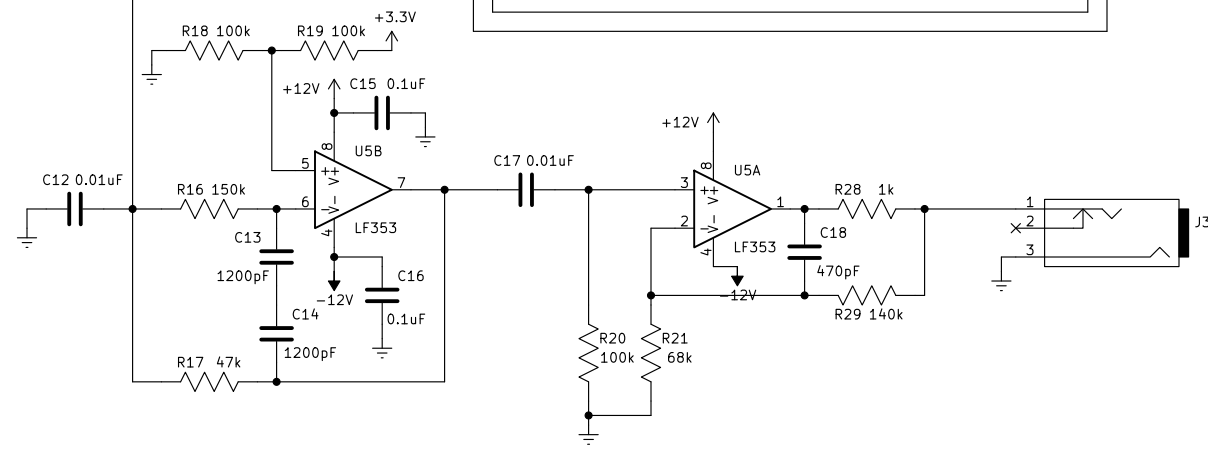 +3.3V
R18 100k
R19 100k
+12V
C15 0.1uF
8
U5B
5
++
V
C12 0.01uF
R16 150k
6
V-
-
7
4
LF353
C13
1200pF
-12V
C16
0.1uF
C14
1200pF
R17 47k
C17 0.01uF
+12V
8
U5A
3
++
V
2
V-
-
1
4
LF353
-12V
R28 1k
C18
470pF
R29 140k
R20
100k
R21
68k
1
2
3
J3